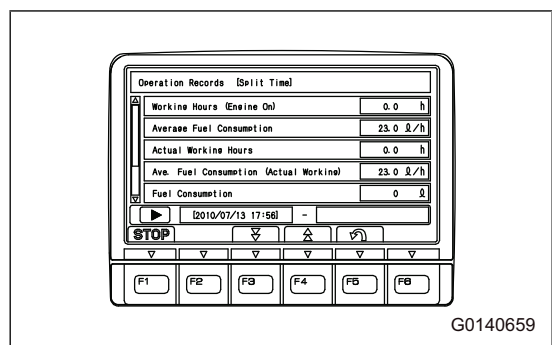 Operation Records [Split Time]
Working Hours (Engine On) 0.0 h
Average Fuel Consumption 23.0 ℓ/h
Actual Working Hours 0.0 h
Ave. Fuel Consumption (Actual Working) 23.0 ℓ/h
Fuel Consumption 0 ℓ
[2010/07/13 17:56] -
STOP
F1 F2 F3 F4 F5 F6
G0140659